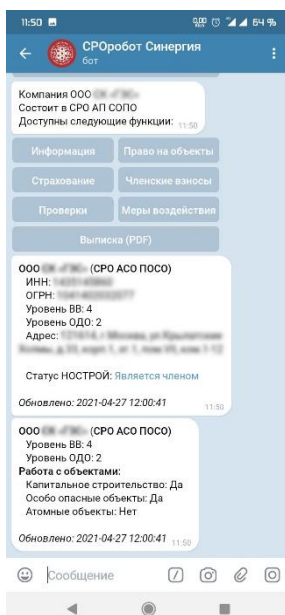 11:50
64 %
СРОробот Синергия
бот
Компания ООО
Состоит в СРО АП СОПО
Доступны следующие функции: 11:50
Информация Право на объекты
Страхование Членские взносы
Проверки Меры воздействия
Выписка (PDF)
ООО (СРО АСО ПОСО)
ИНН:
ОГРН:
Уровень ВВ: 4
Уровень ОДО: 2
Адрес:
Статус НОСТРОЙ: Является членом
Обновлено: 2021-04-27 12:00:41
11:50
ООО (СРО АСО ПОСО)
Уровень ВВ: 4
Уровень ОДО: 2
Работа с объектами:
Капитальное строительство: Да
Особо опасные объекты: Да
Атомные объекты: Нет
Обновлено: 2021-04-27 12:00:41 11:50
Сообщение